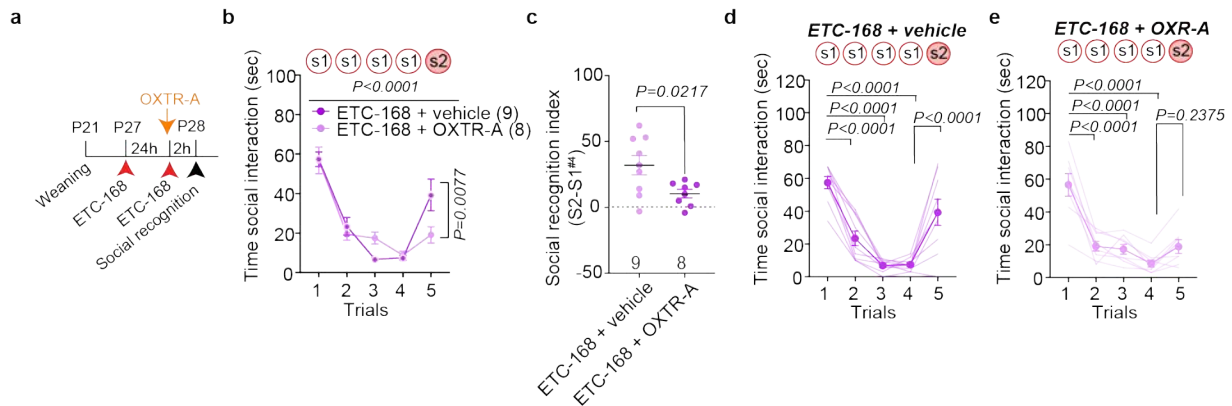 a
OXTR-A
P21
P27
P28
24h
2h
Weaning
ETC-168
ETC-168
Social recognition
b
s1 s1 s1 s1 s2
P<0.0001
ETC-168 + vehicle (9)
ETC-168 + OXTR-A (8)
P=0.0077
Time social interaction (sec)
100
80
60
40
20
0
1 2 3 4 5
Trials
c
P=0.0217
Social recognition index
(S2-S1#4)
100
50
0
-50
9 8
ETC-168 + vehicle
ETC-168 + OXTR-A
d
ETC-168 + vehicle
s1 s1 s1 s1 s2
Time social interaction (sec)
120
100
80
60
40
20
0
P<0.0001
P<0.0001
P<0.0001
P<0.0001
1 2 3 4 5
Trials
e
ETC-168 + OXR-A
s1 s1 s1 s1 s2
Time social interaction (sec)
120
100
80
60
40
20
0
P<0.0001
P<0.0001
P<0.0001
P=0.2375
1 2 3 4 5
Trials